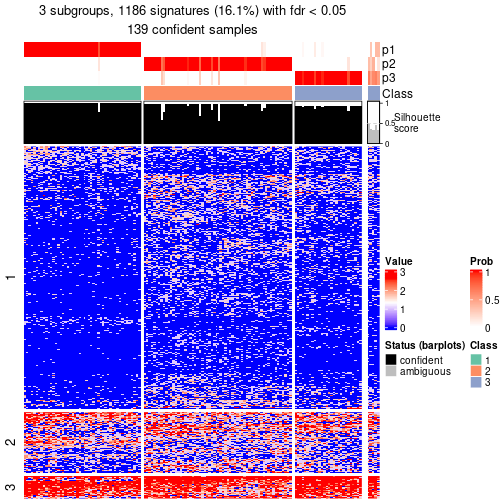 3 subgroups, 1186 signatures (16.1%) with fdr < 0.05
139 confident samples
p1
p2
p3
Class
1
0.5
0
Silhouette
score
1
2
3
Value
3
2
1
0
Prob
1
0.5
0
Status (barplots)
confident
ambiguous
Class
1
2
3